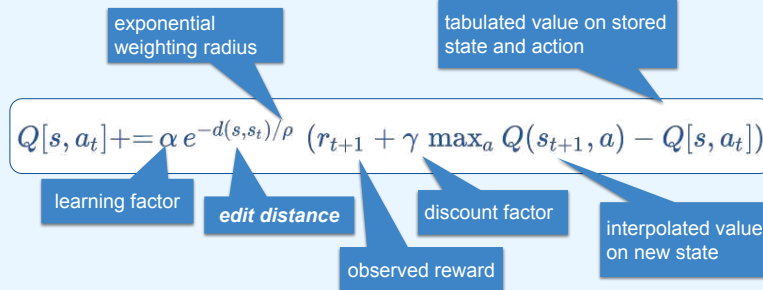 exponential
weighting radius
tabulated value on stored
state and action
Q[s, a_t] += α e^{-d(s,s_t)/ρ} (r_{t+1} + γ max_a Q(s_{t+1}, a) − Q[s, a_t])
learning factor
edit distance
discount factor
interpolated value
on new state
observed reward